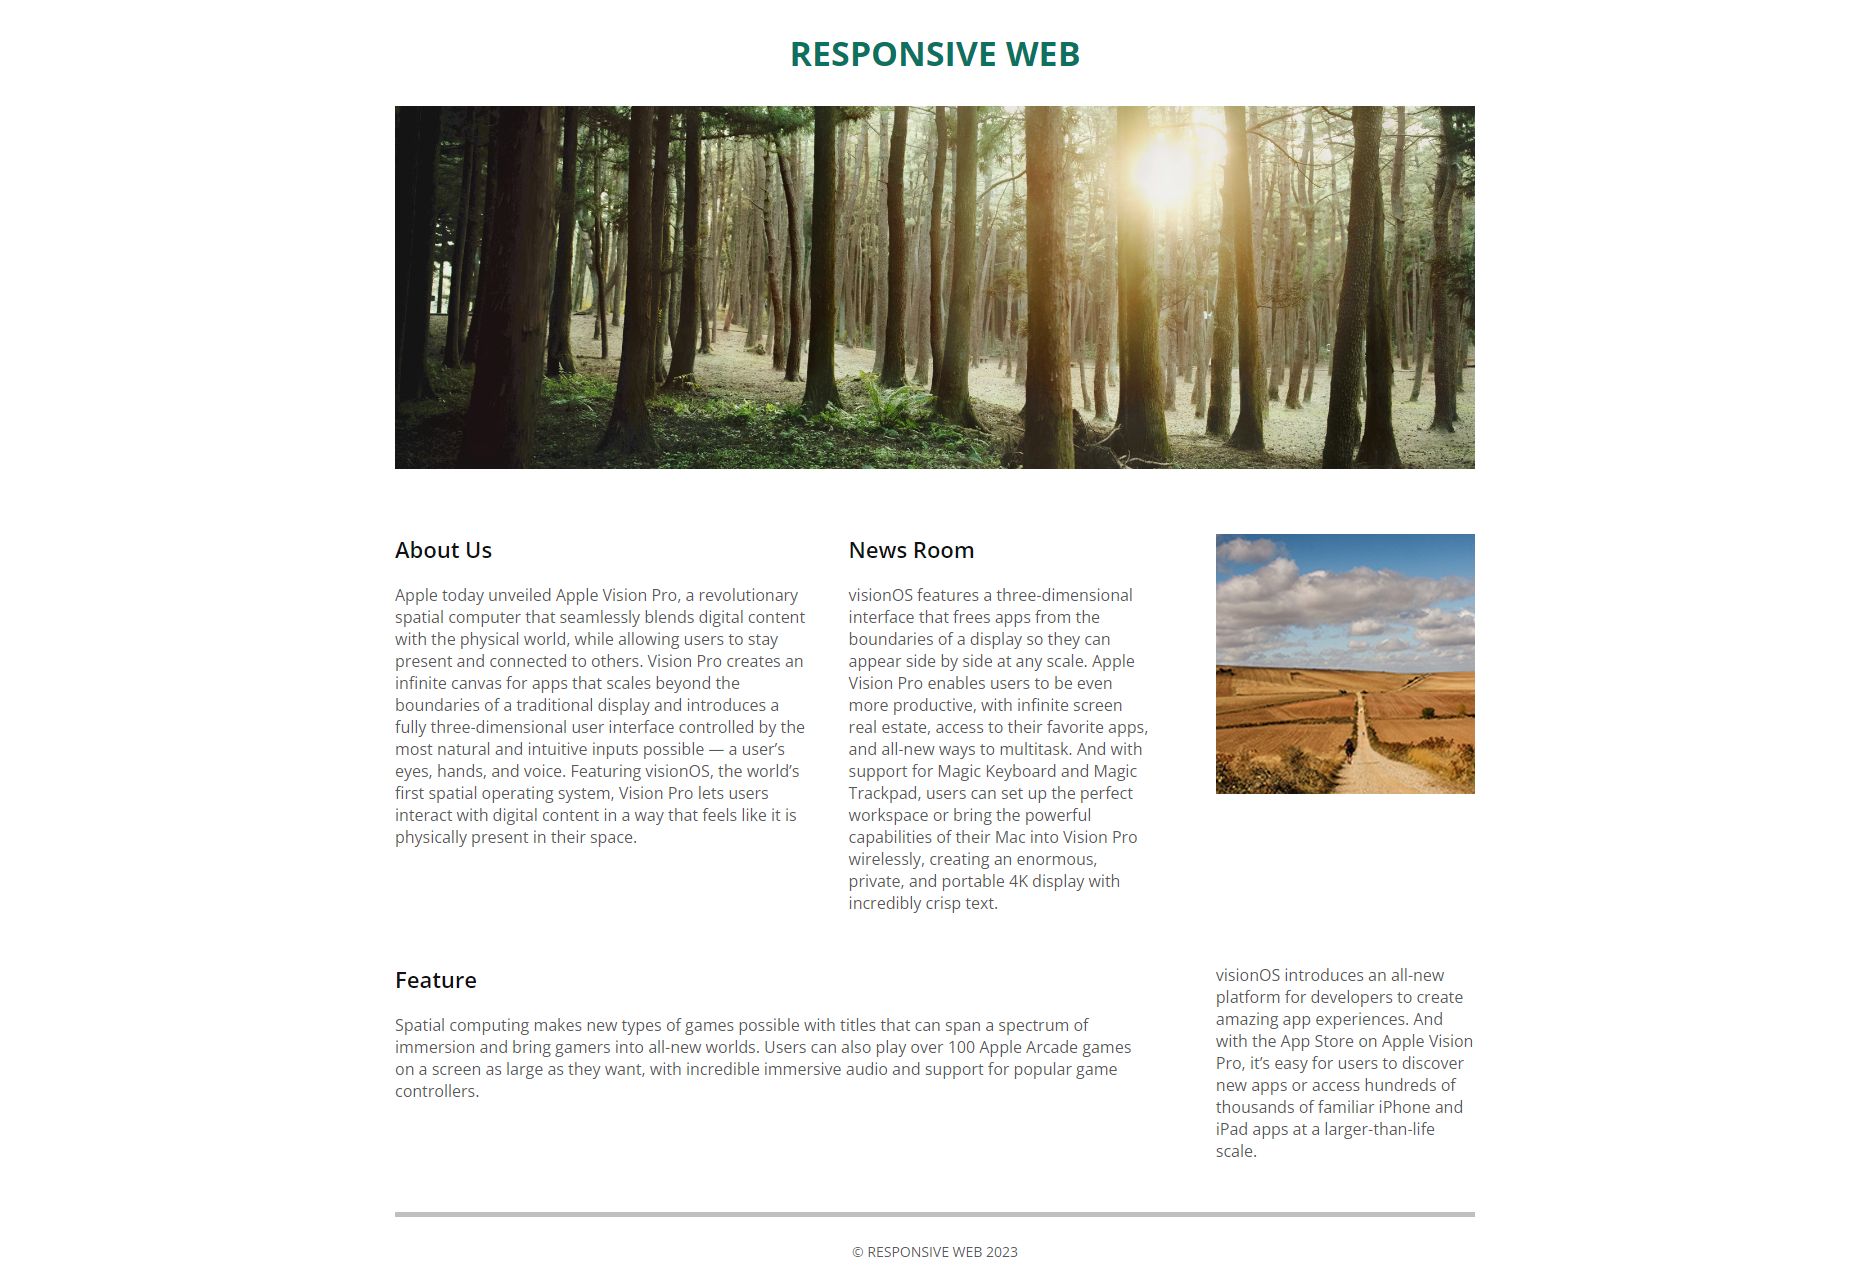 RESPONSIVE WEB
About Us
Apple today unveiled Apple Vision Pro, a revolutionary
spatial computer that seamlessly blends digital content
with the physical world, while allowing users to stay
present and connected to others. Vision Pro creates an
infinite canvas for apps that scales beyond the
boundaries of a traditional display and introduces a
fully three-dimensional user interface controlled by the
most natural and intuitive inputs possible — a user’s
eyes, hands, and voice. Featuring visionOS, the world’s
first spatial operating system, Vision Pro lets users
interact with digital content in a way that feels like it is
physically present in their space.
News Room
visionOS features a three-dimensional
interface that frees apps from the
boundaries of a display so they can
appear side by side at any scale. Apple
Vision Pro enables users to be even
more productive, with infinite screen
real estate, access to their favorite apps,
and all-new ways to multitask. And with
support for Magic Keyboard and Magic
Trackpad, users can set up the perfect
workspace or bring the powerful
capabilities of their Mac into Vision Pro
wirelessly, creating an enormous,
private, and portable 4K display with
incredibly crisp text.
Feature
Spatial computing makes new types of games possible with titles that can span a spectrum of
immersion and bring gamers into all-new worlds. Users can also play over 100 Apple Arcade games
on a screen as large as they want, with incredible immersive audio and support for popular game
controllers.
visionOS introduces an all-new
platform for developers to create
amazing app experiences. And
with the App Store on Apple Vision
Pro, it’s easy for users to discover
new apps or access hundreds of
thousands of familiar iPhone and
iPad apps at a larger-than-life
scale.
© RESPONSIVE WEB 2023